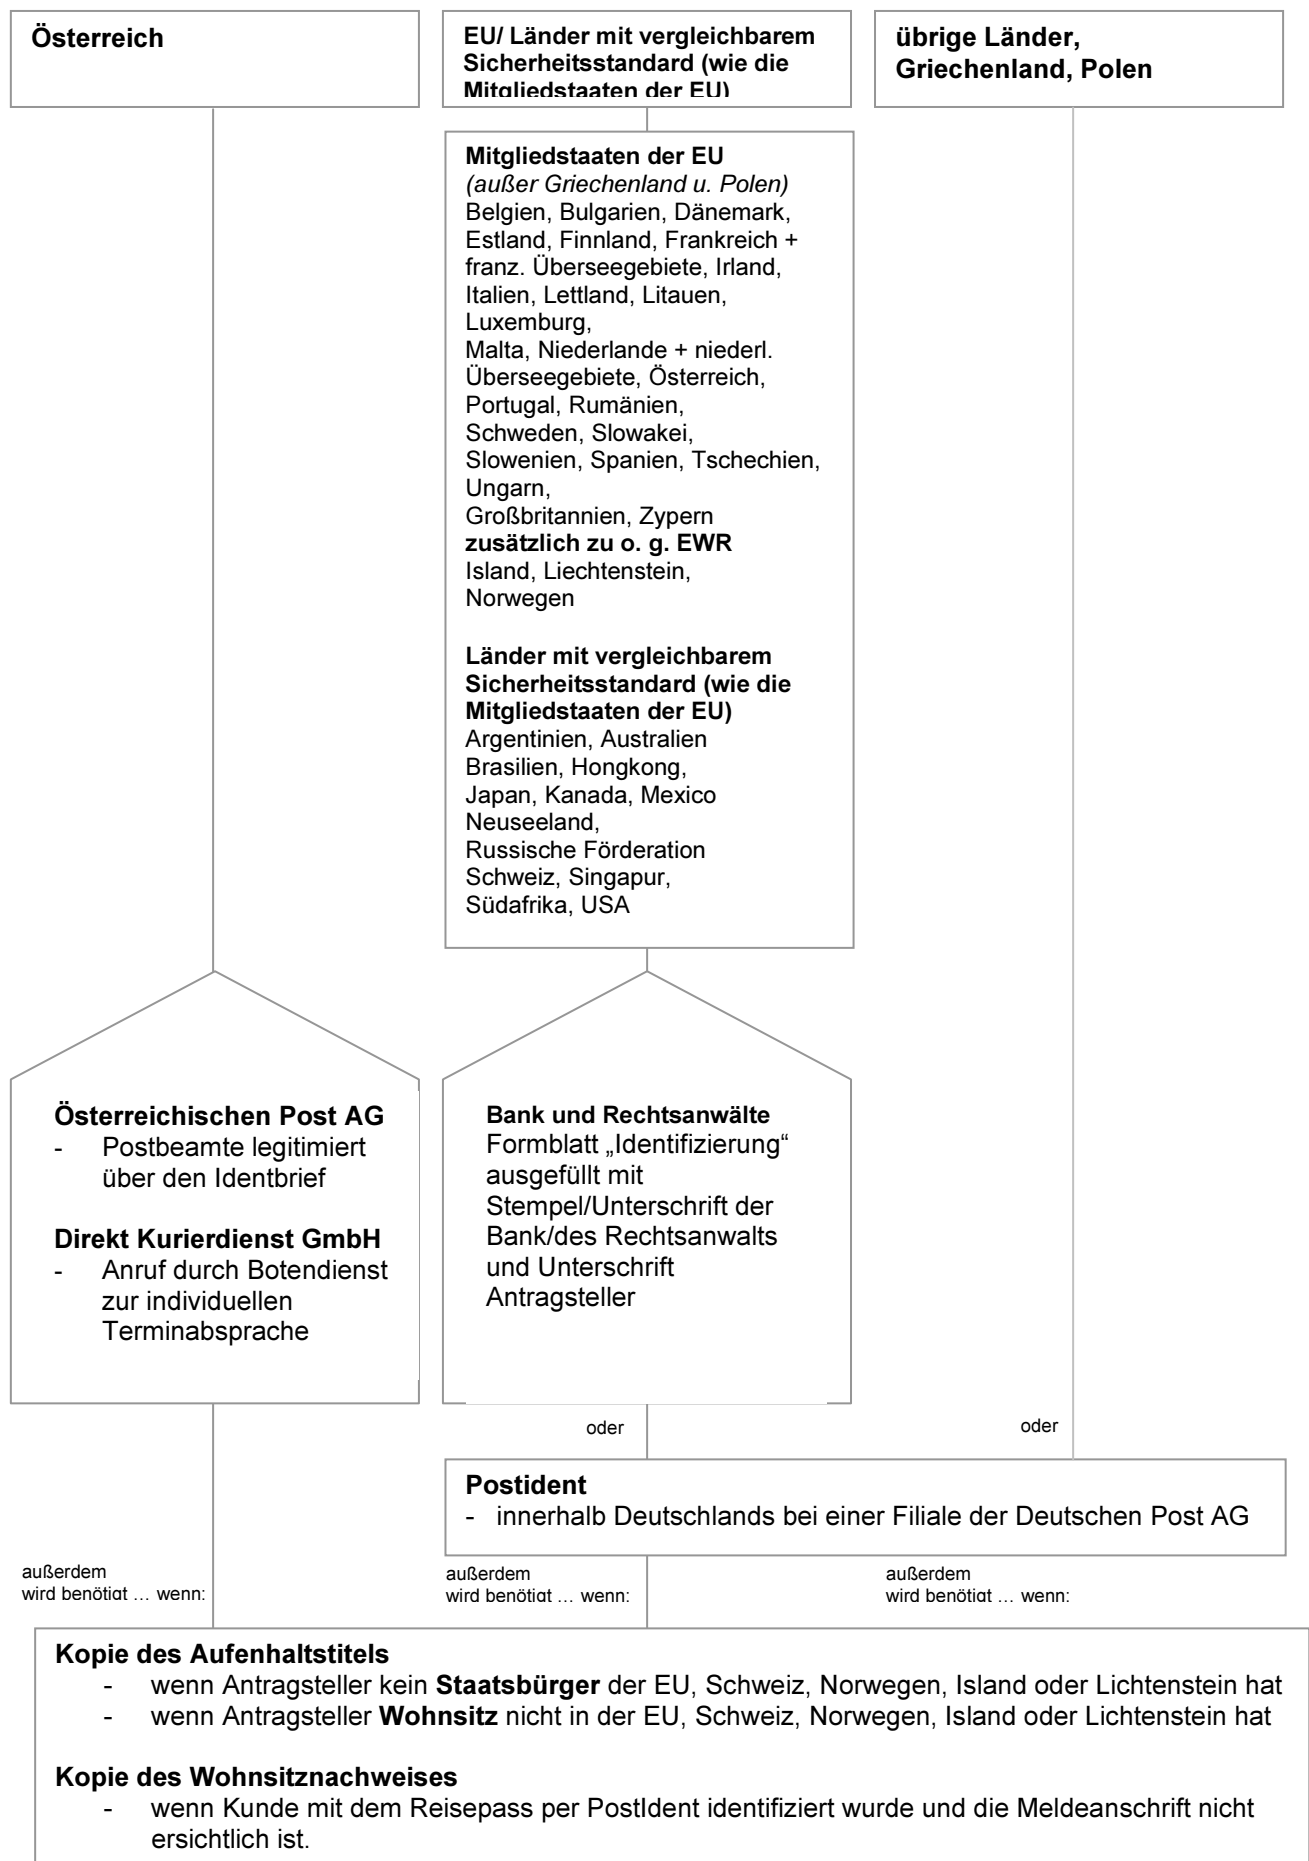 Österreich
EU/ Länder mit vergleichbarem
Sicherheitsstandard (wie die
Mitgliedstaaten der EU)
übrige Länder,
Griechenland, Polen
Mitgliedstaaten der EU
(außer Griechenland u. Polen)
Belgien, Bulgarien, Dänemark,
Estland, Finnland, Frankreich +
franz. Überseegebiete, Irland,
Italien, Lettland, Litauen,
Luxemburg,
Malta, Niederlande + niederl.
Überseegebiete, Österreich,
Portugal, Rumänien,
Schweden, Slowakei,
Slowenien, Spanien, Tschechien,
Ungarn,
Großbritannien, Zypern
zusätzlich zu o. g. EWR
Island, Liechtenstein,
Norwegen
Länder mit vergleichbarem
Sicherheitsstandard (wie die
Mitgliedstaaten der EU)
Argentinien, Australien
Brasilien, Hongkong,
Japan, Kanada, Mexico
Neuseeland,
Russische Förderation
Schweiz, Singapur,
Südafrika, USA
Österreichischen Post AG
- Postbeamte legitimiert
über den Identbrief
Direkt Kurierdienst GmbH
- Anruf durch Botendienst
zur individuellen
Terminabsprache
Bank und Rechtsanwälte
Formblatt „Identifizierung“
ausgefüllt mit
Stempel/Unterschrift der
Bank/des Rechtsanwalts
und Unterschrift
Antragsteller
oder
oder
Postident
- innerhalb Deutschlands bei einer Filiale der Deutschen Post AG
außerdem
wird benötigt … wenn:
außerdem
wird benötigt … wenn:
außerdem
wird benötigt … wenn:
Kopie des Aufenhaltstitels
- wenn Antragsteller kein Staatsbürger der EU, Schweiz, Norwegen, Island oder Lichtenstein hat
- wenn Antragsteller Wohnsitz nicht in der EU, Schweiz, Norwegen, Island oder Lichtenstein hat
Kopie des Wohnsitznachweises
- wenn Kunde mit dem Reisepass per PostIdent identifiziert wurde und die Meldeanschrift nicht
ersichtlich ist.